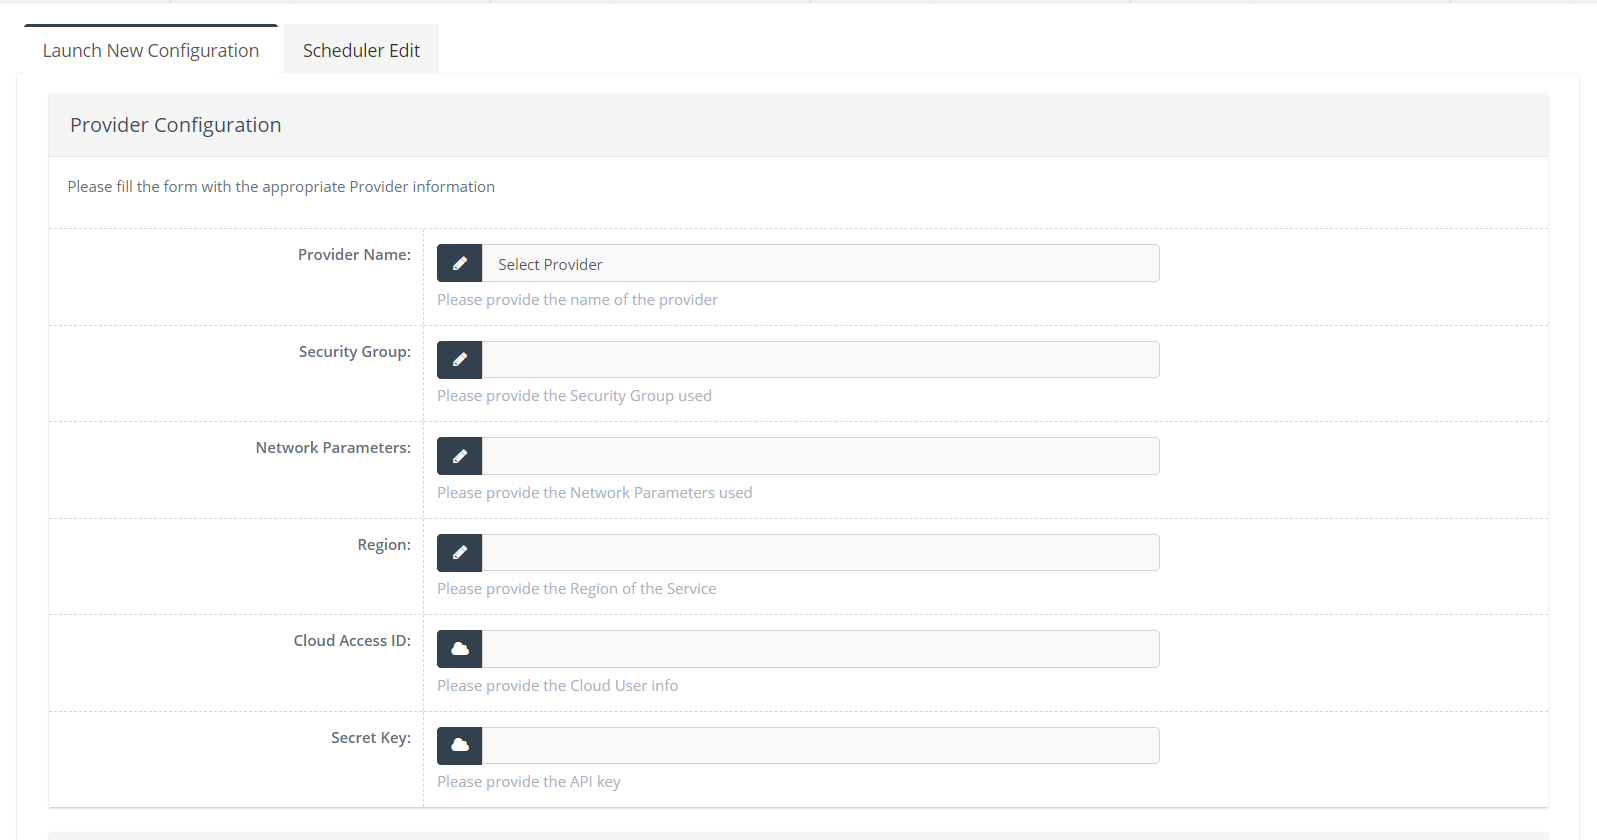 Launch New Configuration
Scheduler Edit
Provider Configuration
Please fill the form with the appropriate Provider information
Provider Name:
Select Provider
Please provide the name of the provider
Security Group:
Please provide the Security Group used
Network Parameters:
Please provide the Network Parameters used
Region:
Please provide the Region of the Service
Cloud Access ID:
Please provide the Cloud User info
Secret Key:
Please provide the API key